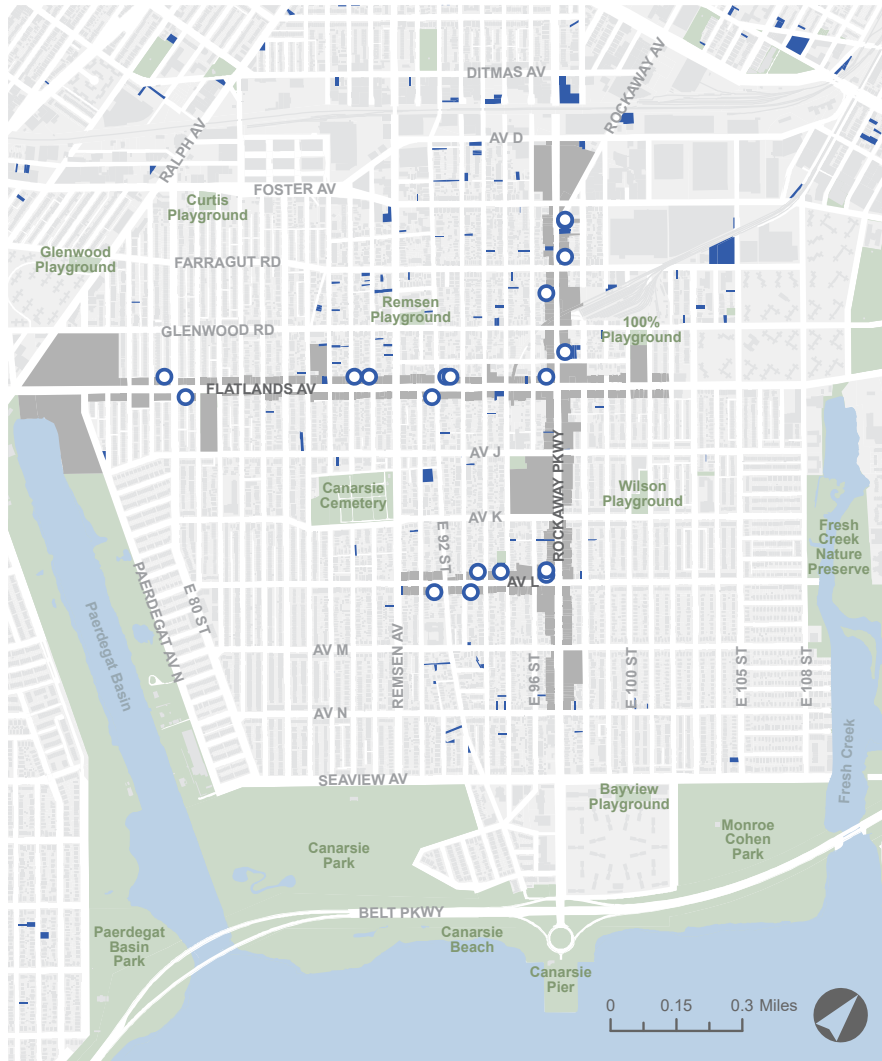 DITMAS AV
ROCKAWAY AV
AV D
RALPH AV
FOSTER AV
Curtis
Playground
Glenwood
Playground
FARRAGUT RD
Remsen
Playground
GLENWOOD RD
100%
Playground
FLATLANDS AV
ROCKAWAY PKWY
AV J
Canarsie
Cemetery
Wilson
Playground
AV K
E 92 ST
Fresh
Creek
Nature
Preserve
AV L
PAERDEGAT AV N
E 80 ST
Paerdegat Basin
REMSEN AV
AV M
E 96 ST
E 100 ST
E 105 ST
E 108 ST
AV N
Fresh Creek
SEAVIEW AV
Bayview
Playground
Monroe
Cohen
Park
Canarsie
Park
BELT PKWY
Paerdegat
Basin
Park
Canarsie
Beach
Canarsie
Pier
0 0.15 0.3 Miles